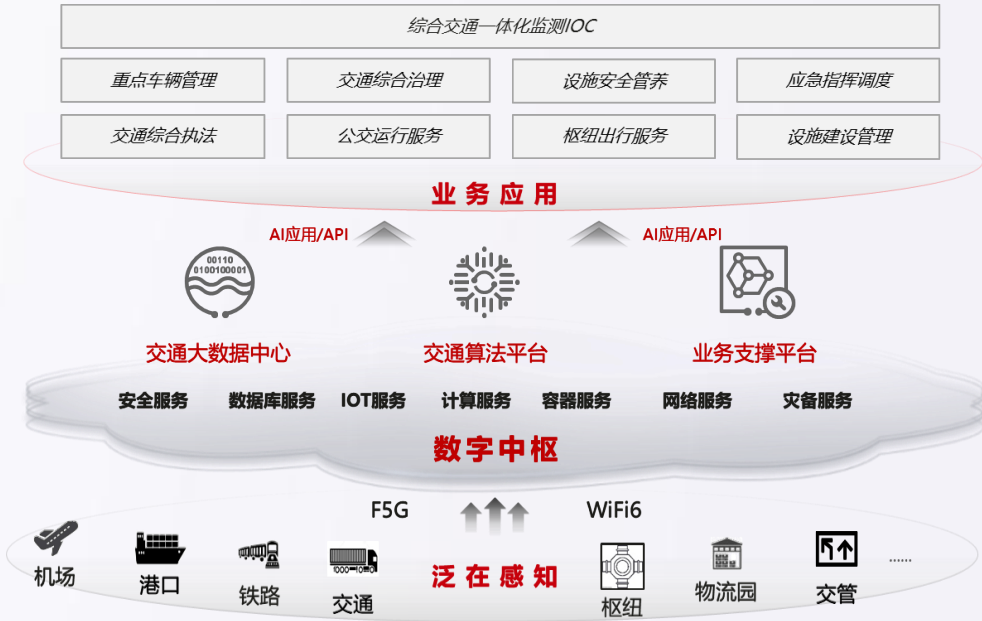 综合交通一体化监测IOC
重点车辆管理 交通综合治理 设施安全管养 应急指挥调度
交通综合执法 公交运行服务 枢纽出行服务 设施建设管理
业务应用
AI应用/API AI应用/API
00110
0100100001
交通大数据中心 交通算法平台 业务支撑平台
安全服务 数据库服务 IOT服务 计算服务 容器服务 网络服务 灾备服务
数字中枢
F5G WiFi6
泛在感知
机场 港口 铁路 交通 枢纽 物流园 交管 ......